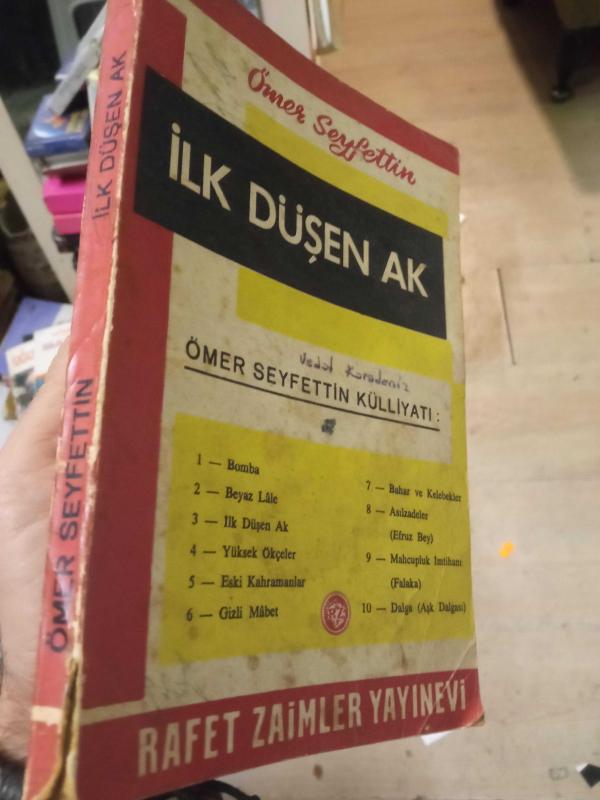 İLK DÜŞEN AK
ÖMER SEYFETTİN
Ömer Seyfettin
İLK DÜŞEN AK
Vedat Karadeniz
ÖMER SEYFETTİN KÜLLİYATI :
1 — Bomba
2 — Beyaz Lâle
3 — İlk Düşen Ak
4 — Yüksek Ökçeler
5 — Eski Kahramanlar
6 — Gizli Mâbet
7 — Bahar ve Kelebekler
8 — Asılzadeler
(Efruz Bey)
9 — Mahcupluk İmtihanı
(Falaka)
10 — Dalga (Aşk Dalgası)
RZ
RAFET ZAİMLER YAYINEVİ